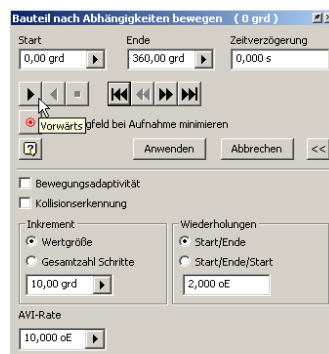 Bauteil nach Abhängigkeiten bewegen ( 0 grd )
Start Ende Zeitverzögerung
0,00 grd 360,00 grd 0,000 s
Vorwärts gfeld bei Aufnahme minimieren
Anwenden Abbrechen <<
Bewegungsadaptivität
Kollisionserkennung
Inkrement Wiederholungen
Wertgröße Start/Ende
Gesamtzahl Schritte Start/Ende/Start
10,00 grd 2,000 oE
AVI-Rate
10,000 oE